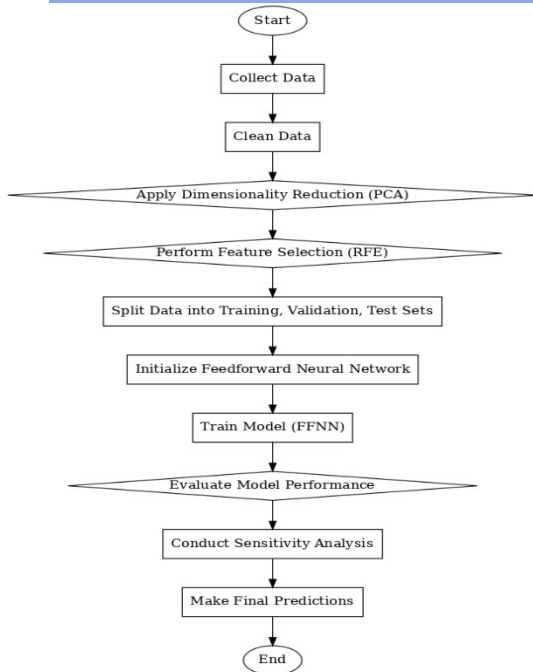 Start
Collect Data
Clean Data
Apply Dimensionality Reduction (PCA)
Perform Feature Selection (RFE)
Split Data into Training, Validation, Test Sets
Initialize Feedforward Neural Network
Train Model (FFNN)
Evaluate Model Performance
Conduct Sensitivity Analysis
Make Final Predictions
End